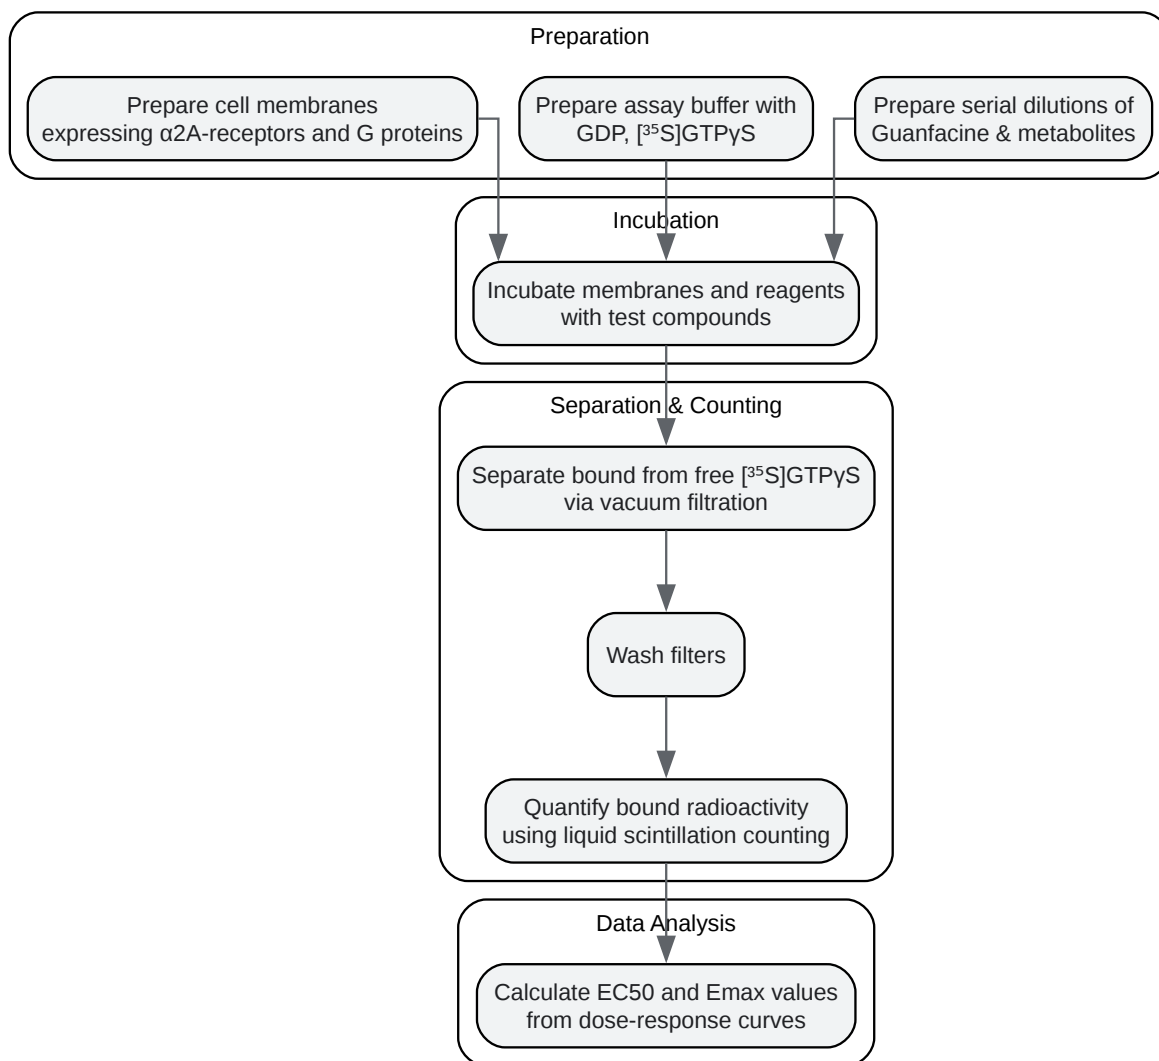 Preparation
Prepare cell membranes
expressing α2A-receptors and G proteins
Prepare assay buffer with
GDP, [³⁵S]GTPγS
Prepare serial dilutions of
Guanfacine & metabolites
Incubation
Incubate membranes and reagents
with test compounds
Separation & Counting
Separate bound from free [³⁵S]GTPγS
via vacuum filtration
Wash filters
Quantify bound radioactivity
using liquid scintillation counting
Data Analysis
Calculate EC50 and Emax values
from dose-response curves